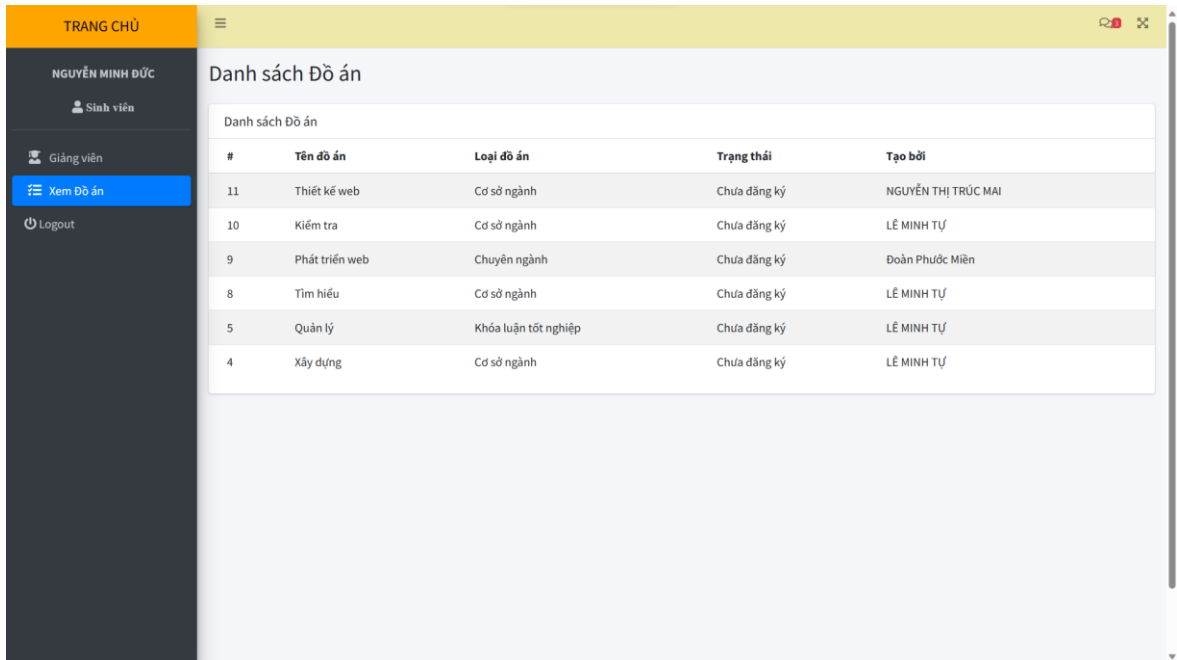 TRANG CHỦ
NGUYỄN MINH ĐỨC
Sinh viên
Giảng viên
Xem Đồ án
Logout
Danh sách Đồ án
Danh sách Đồ án
# Tên đồ án Loại đồ án Trạng thái Tạo bởi
11 Thiết kế web Cơ sở ngành Chưa đăng ký NGUYỄN THỊ TRÚC MAI
10 Kiểm tra Cơ sở ngành Chưa đăng ký LÊ MINH TỰ
9 Phát triển web Chuyên ngành Chưa đăng ký Đoàn Phước Miền
8 Tìm hiểu Cơ sở ngành Chưa đăng ký LÊ MINH TỰ
5 Quản lý Khóa luận tốt nghiệp Chưa đăng ký LÊ MINH TỰ
4 Xây dựng Cơ sở ngành Chưa đăng ký LÊ MINH TỰ